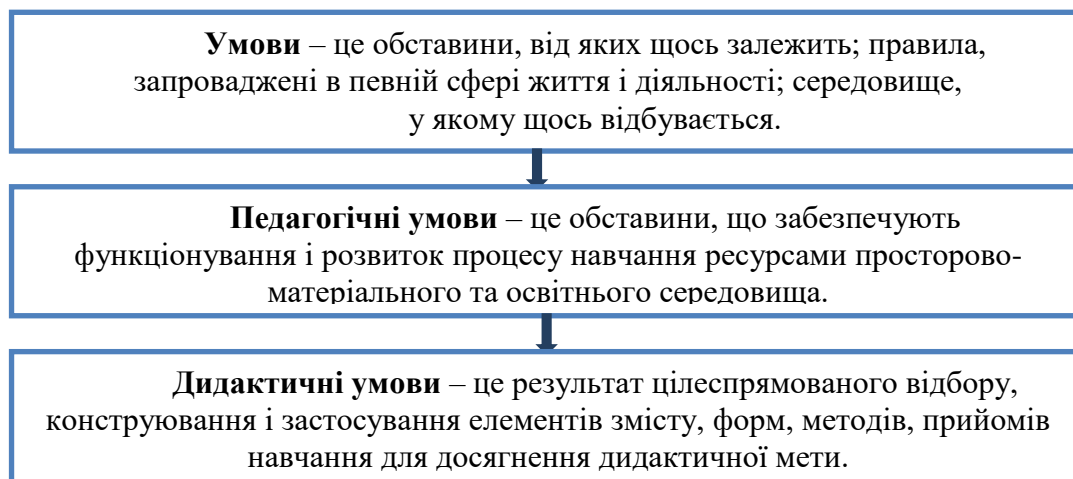 Умови – це обставини, від яких щось залежить; правила,
запроваджені в певній сфері життя і діяльності; середовище,
у якому щось відбувається.
Педагогічні умови – це обставини, що забезпечують
функціонування і розвиток процесу навчання ресурсами просторово-
матеріального та освітнього середовища.
Дидактичні умови – це результат цілеспрямованого відбору,
конструювання і застосування елементів змісту, форм, методів, прийомів
навчання для досягнення дидактичної мети.